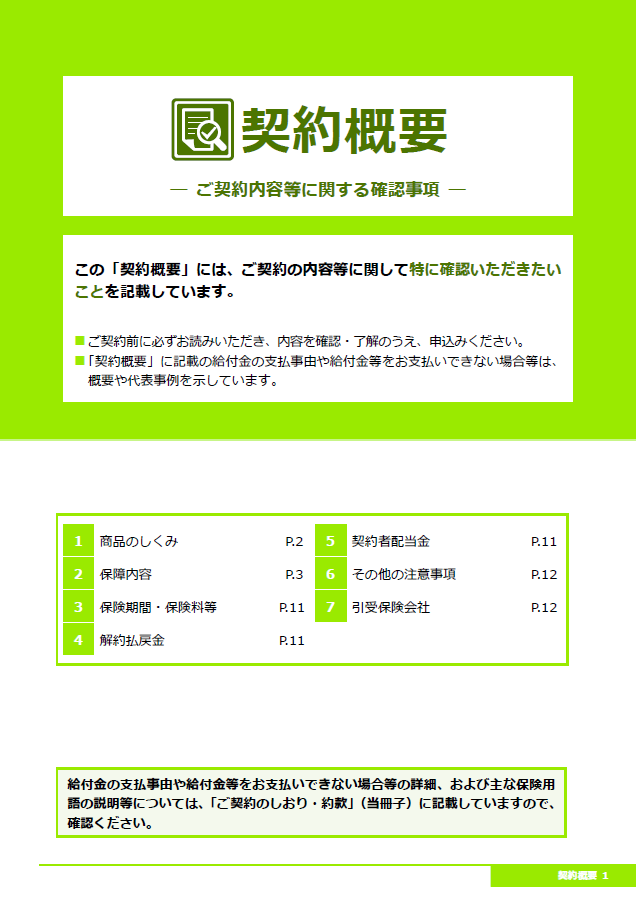 契約概要
― ご契約内容等に関する確認事項 ―
この「契約概要」には、ご契約の内容等に関して特に確認いただきたい
ことを記載しています。
■ご契約前に必ずお読みいただき、内容を確認・了解のうえ、申込みください。
■「契約概要」に記載の給付金の支払事由や給付金等をお支払いできない場合等は、
概要や代表事例を示しています。
1 商品のしくみ P.2
2 保障内容 P.3
3 保険期間・保険料等 P.11
4 解約払戻金 P.11
5 契約者配当金 P.11
6 その他の注意事項 P.12
7 引受保険会社 P.12
給付金の支払事由や給付金等をお支払いできない場合等の詳細、および主な保険用
語の説明等については、「ご契約のしおり・約款」（当冊子）に記載していますので、
確認ください。
契約概要 1